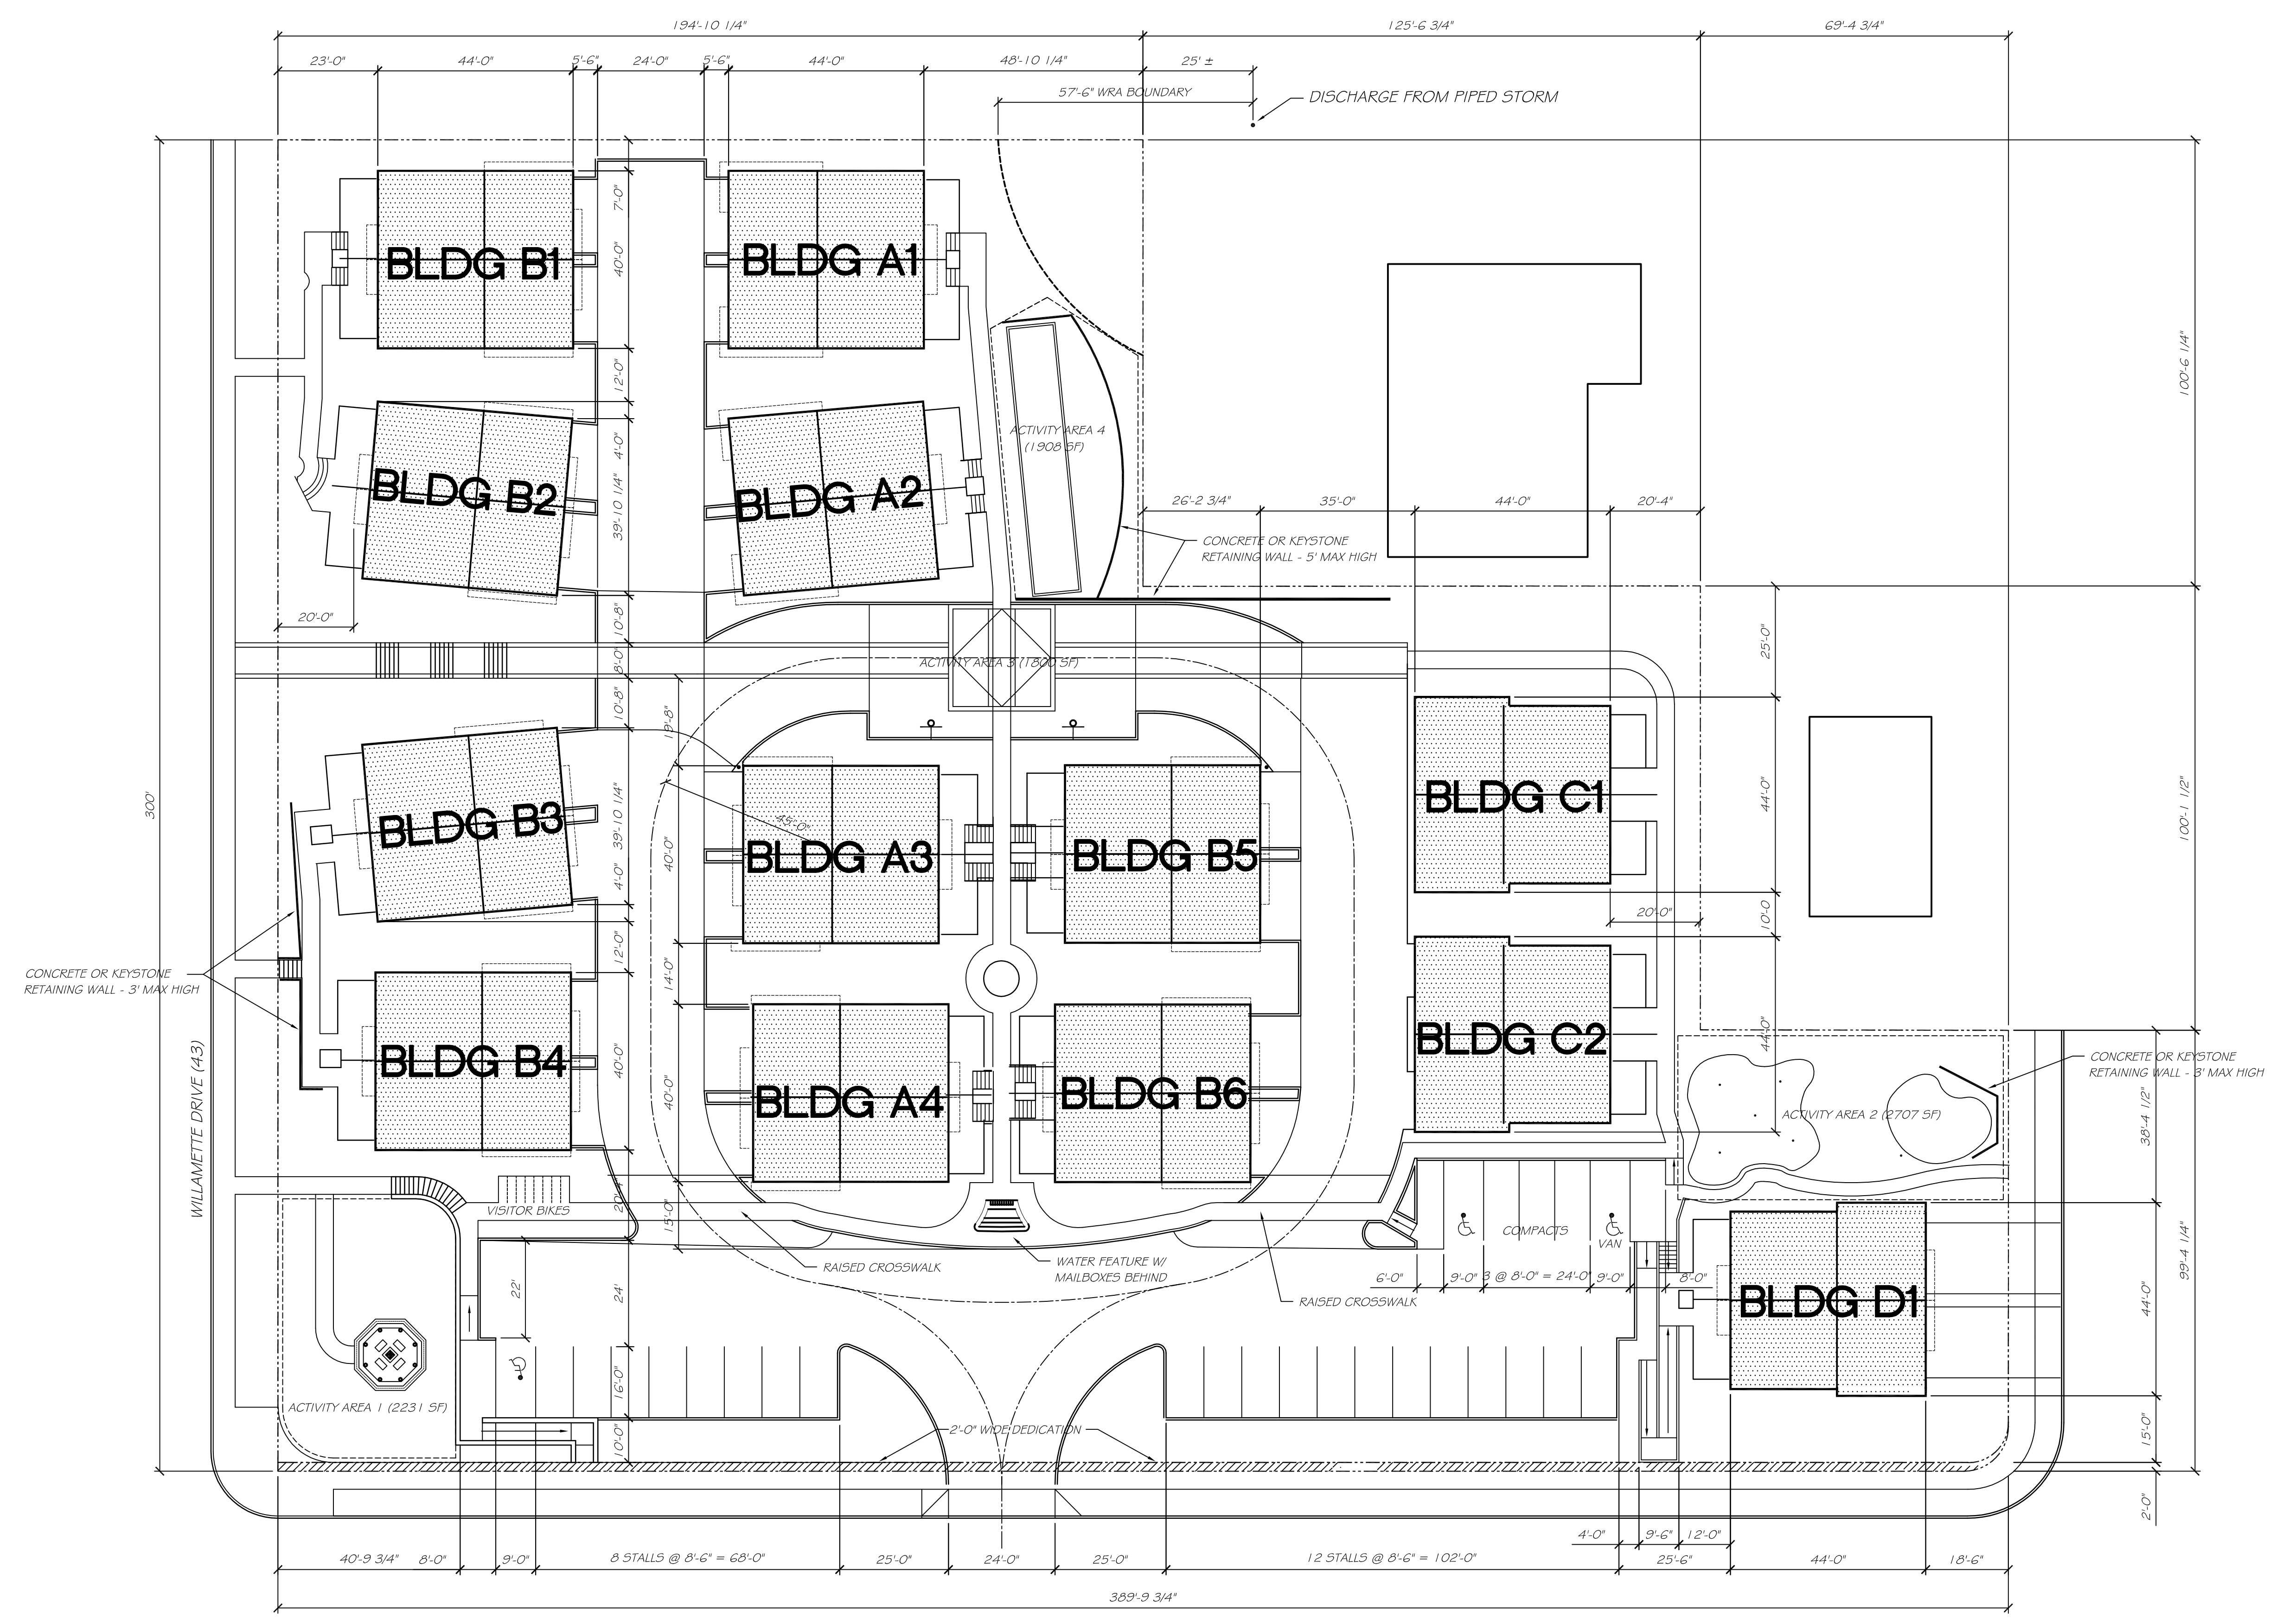 194'-10 1/4"
125'-6 3/4"
69'-4 3/4"
23'-0"
44'-0"
5'-6"
24'-0"
5'-6"
44'-0"
48'-10 1/4"
25' ±
57'-6" WRA BOUNDARY
DISCHARGE FROM PIPED STORM
7'-0"
BLDG B1
40'-0"
BLDG A1
12'-0"
100'-6 1/4"
4'-0"
ACTIVITY AREA 4
(1908 SF)
BLDG B2
39'-10 1/4"
BLDG A2
26'-2 3/4"
35'-0"
44'-0"
20'-4"
CONCRETE OR KEYSTONE
RETAINING WALL - 5' MAX HIGH
20'-0"
10'-8"
25'-0"
8'-0"
ACTIVITY AREA 3 (1800 SF)
10'-8"
19'-8"
300'
BLDG B3
39'-10 1/4"
45'-0"
BLDG C1
44'-0"
100'-1 1/2"
BLDG A3
40'-0"
BLDG B5
4'-0"
10'-0
20'-0"
12'-0"
CONCRETE OR KEYSTONE
RETAINING WALL - 3' MAX HIGH
14'-0"
BLDG B4
40'-0"
BLDG C2
44'-0"
CONCRETE OR KEYSTONE
RETAINING WALL - 3' MAX HIGH
WILLAMETTE DRIVE (43)
BLDG A4
40'-0"
BLDG B6
ACTIVITY AREA 2 (2707 SF)
38'-4 1/2"
VISITOR BIKES
15'-0"
COMPACTS
VAN
RAISED CROSSWALK
WATER FEATURE W/
MAILBOXES BEHIND
99'-4 1/4"
6'-0"
9'-0"
3 @ 8'-0" = 24'-0"
9'-0"
8'-0"
22'
24'
RAISED CROSSWALK
BLDG D1
44'-0"
16'-0"
ACTIVITY AREA 1 (2231 SF)
10'-0"
2'-0" WIDE DEDICATION
15'-0"
2'-0"
4'-0"
9'-6"
12'-0"
40'-9 3/4"
8'-0"
9'-0"
8 STALLS @ 8'-6" = 68'-0"
25'-0"
24'-0"
25'-0"
12 STALLS @ 8'-6" = 102'-0"
25'-6"
44'-0"
18'-6"
389'-9 3/4"